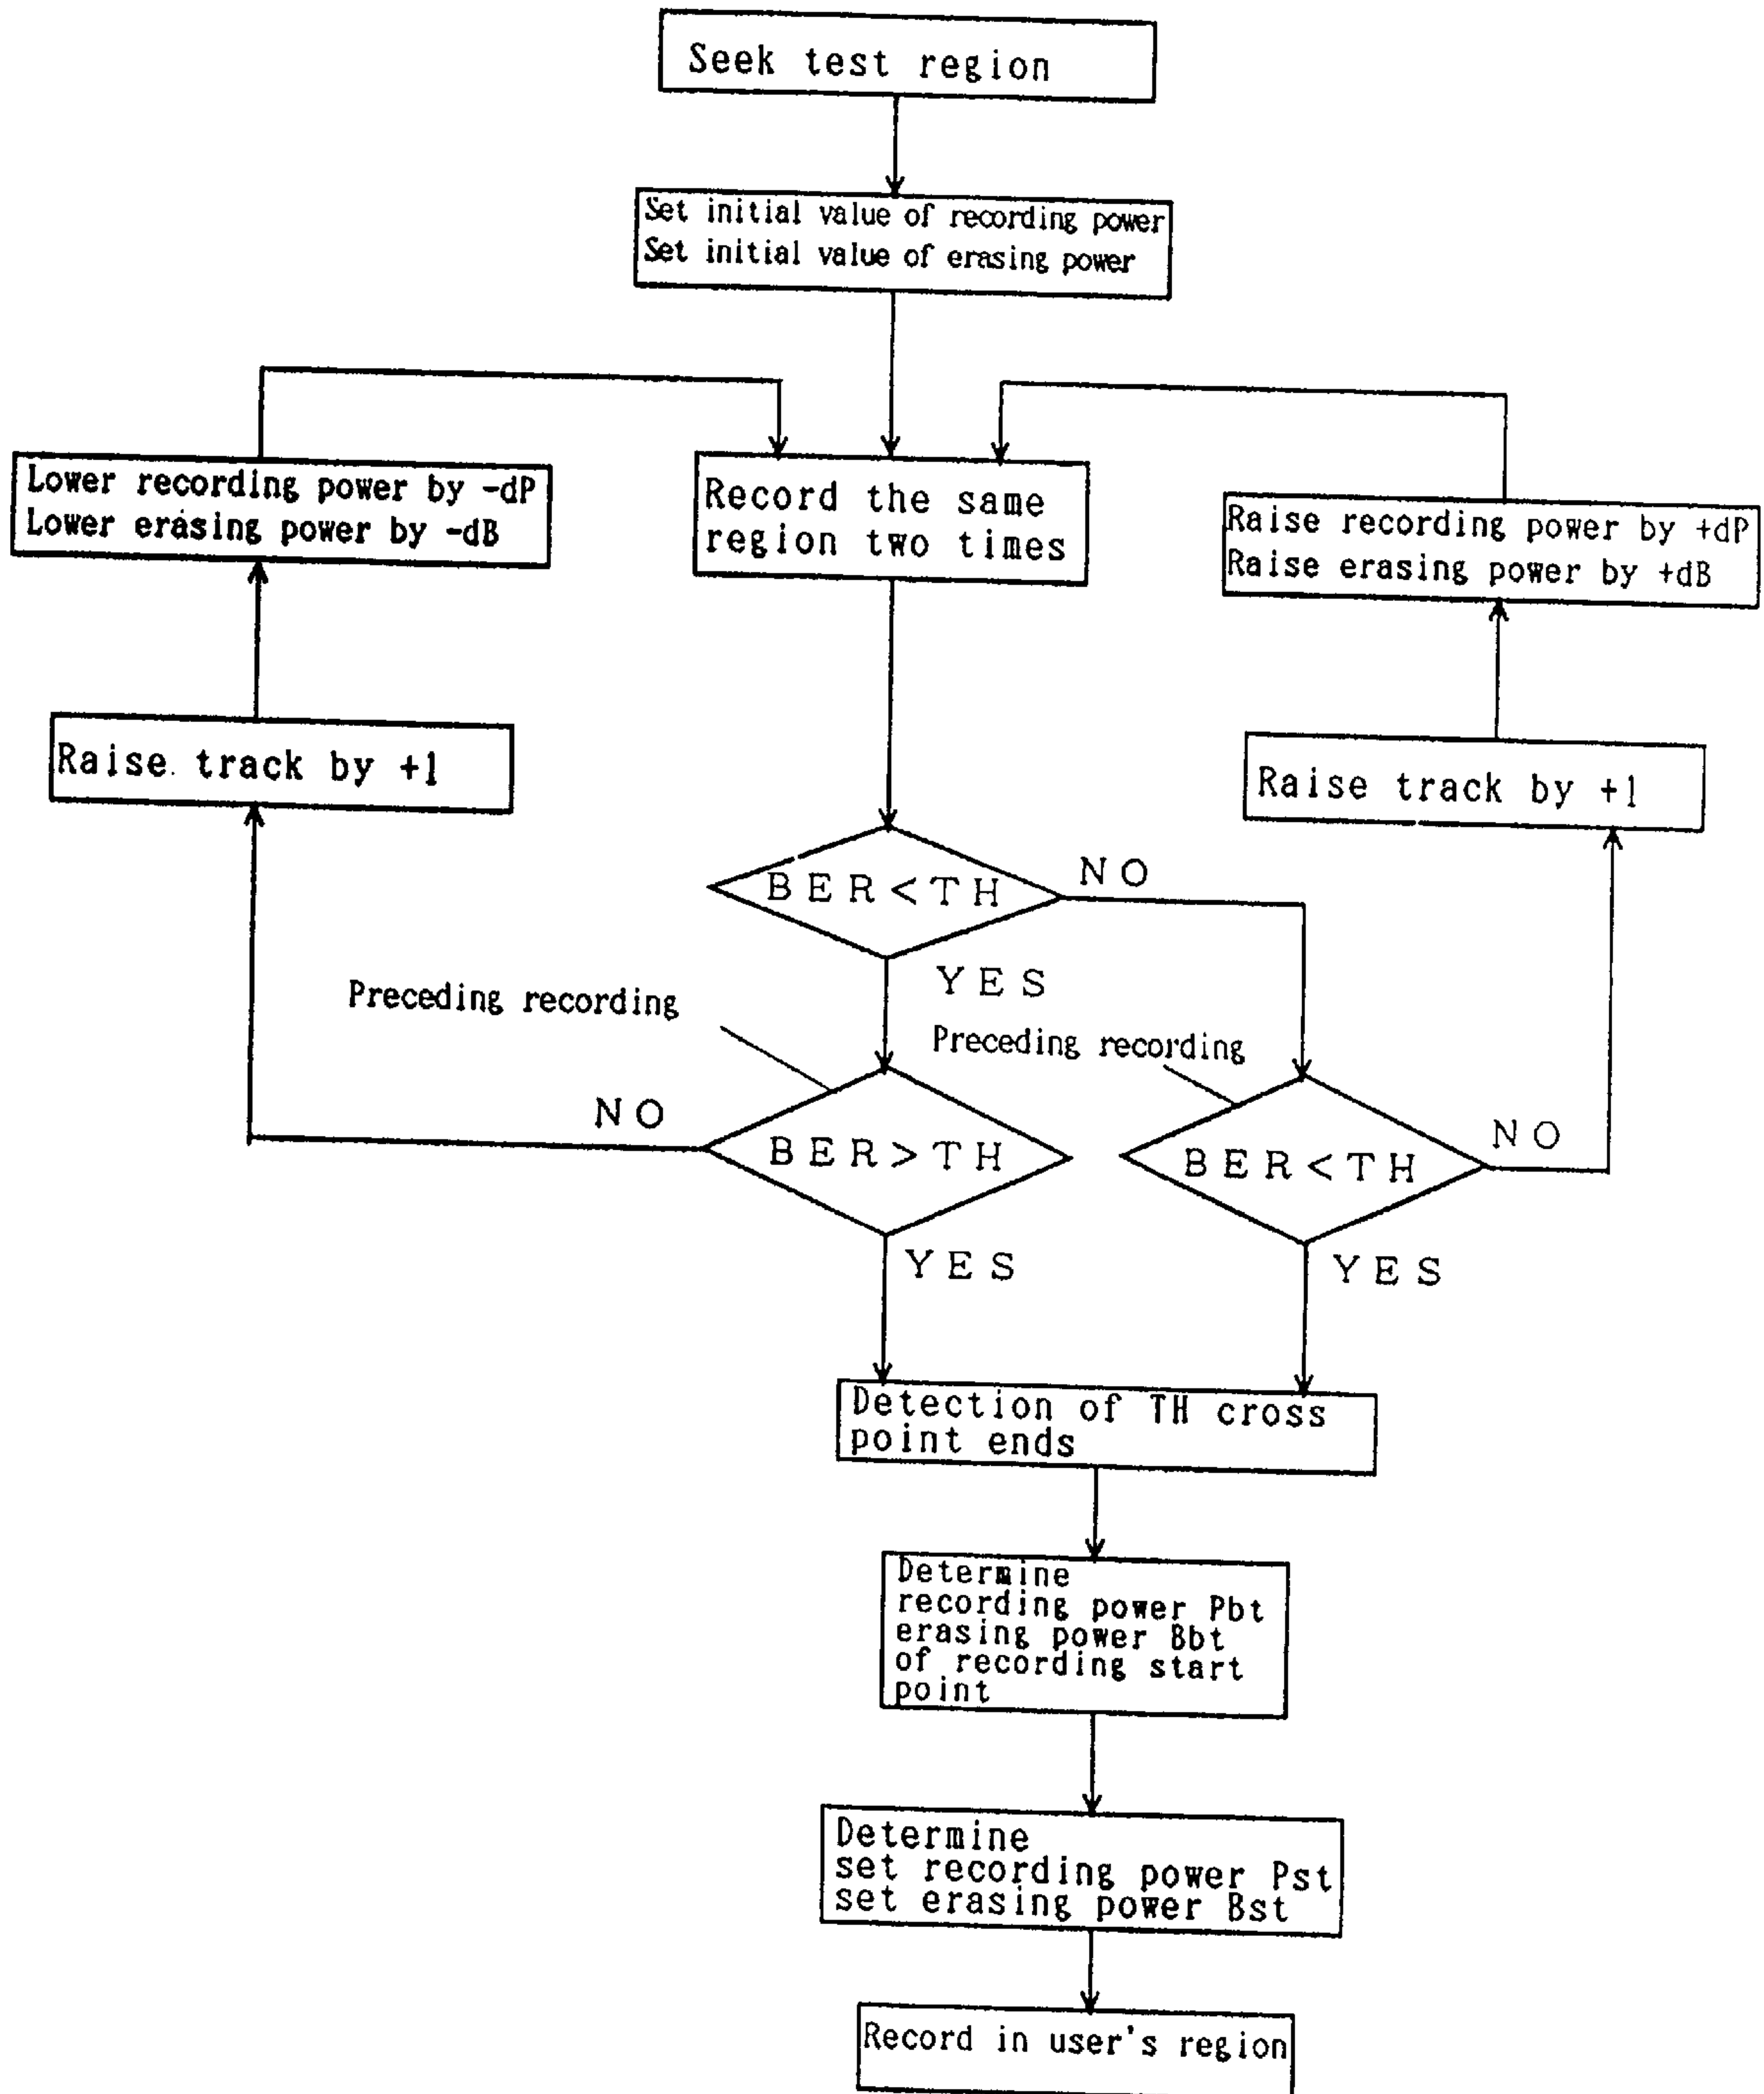 Seek test region
Set initial value of recording power
Set initial value of erasing power
Lower recording power by -dP
Lower erasing power by -dB
Record the same
region two times
Raise recording power by +dP
Raise erasing power by +dB
Raise track by +1
Raise track by +1
BER<TH
NO
YES
Preceding recording
Preceding recording
NO
BER>TH
BER<TH
NO
YES
YES
Detection of TH cross
point ends
Determine
recording power Pbt
erasing power Bbt
of recording start
point
Determine
set recording power Pst
set erasing power Bst
Record in user's region